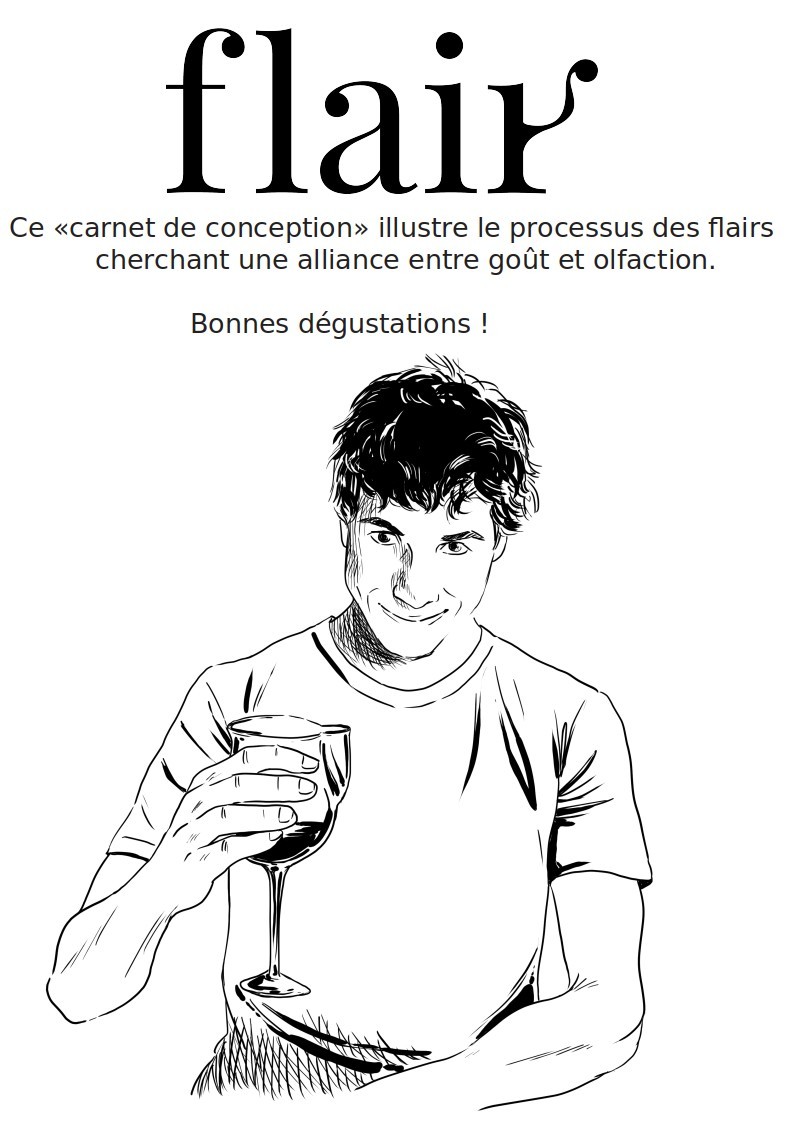 flair
Ce «carnet de conception» illustre le processus des flairs
cherchant une alliance entre goût et olfaction.
Bonnes dégustations !